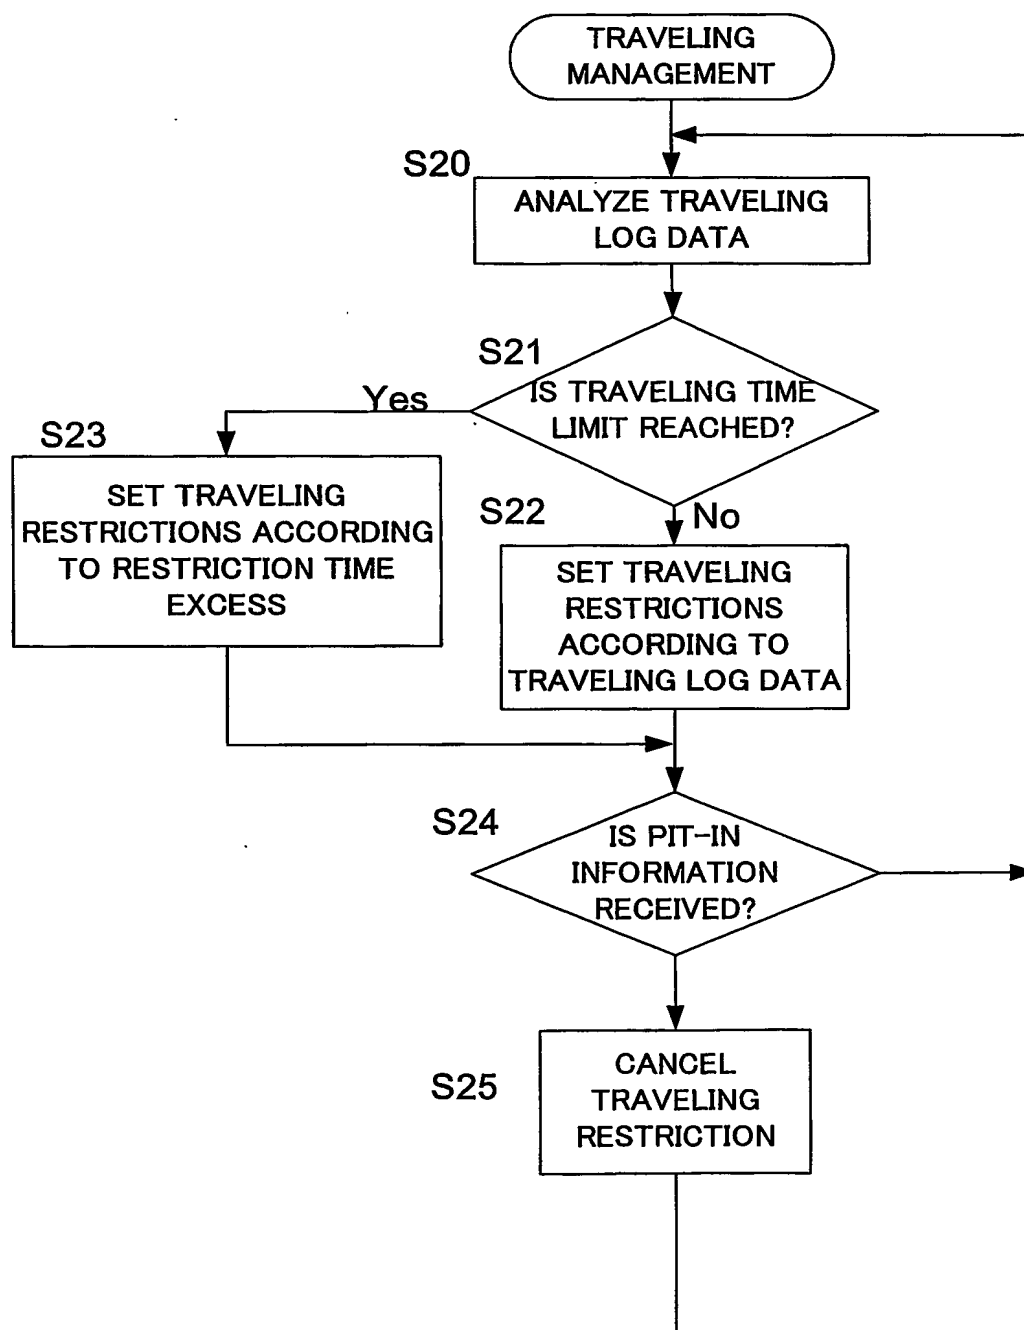 TRAVELING
MANAGEMENT
S20
ANALYZE TRAVELING
LOG DATA
S21
IS TRAVELING TIME
LIMIT REACHED?
Yes
S23
SET TRAVELING
RESTRICTIONS ACCORDING
TO RESTRICTION TIME
EXCESS
No
S22
SET TRAVELING
RESTRICTIONS
ACCORDING TO
TRAVELING LOG DATA
S24
IS PIT-IN
INFORMATION
RECEIVED?
S25
CANCEL
TRAVELING
RESTRICTION